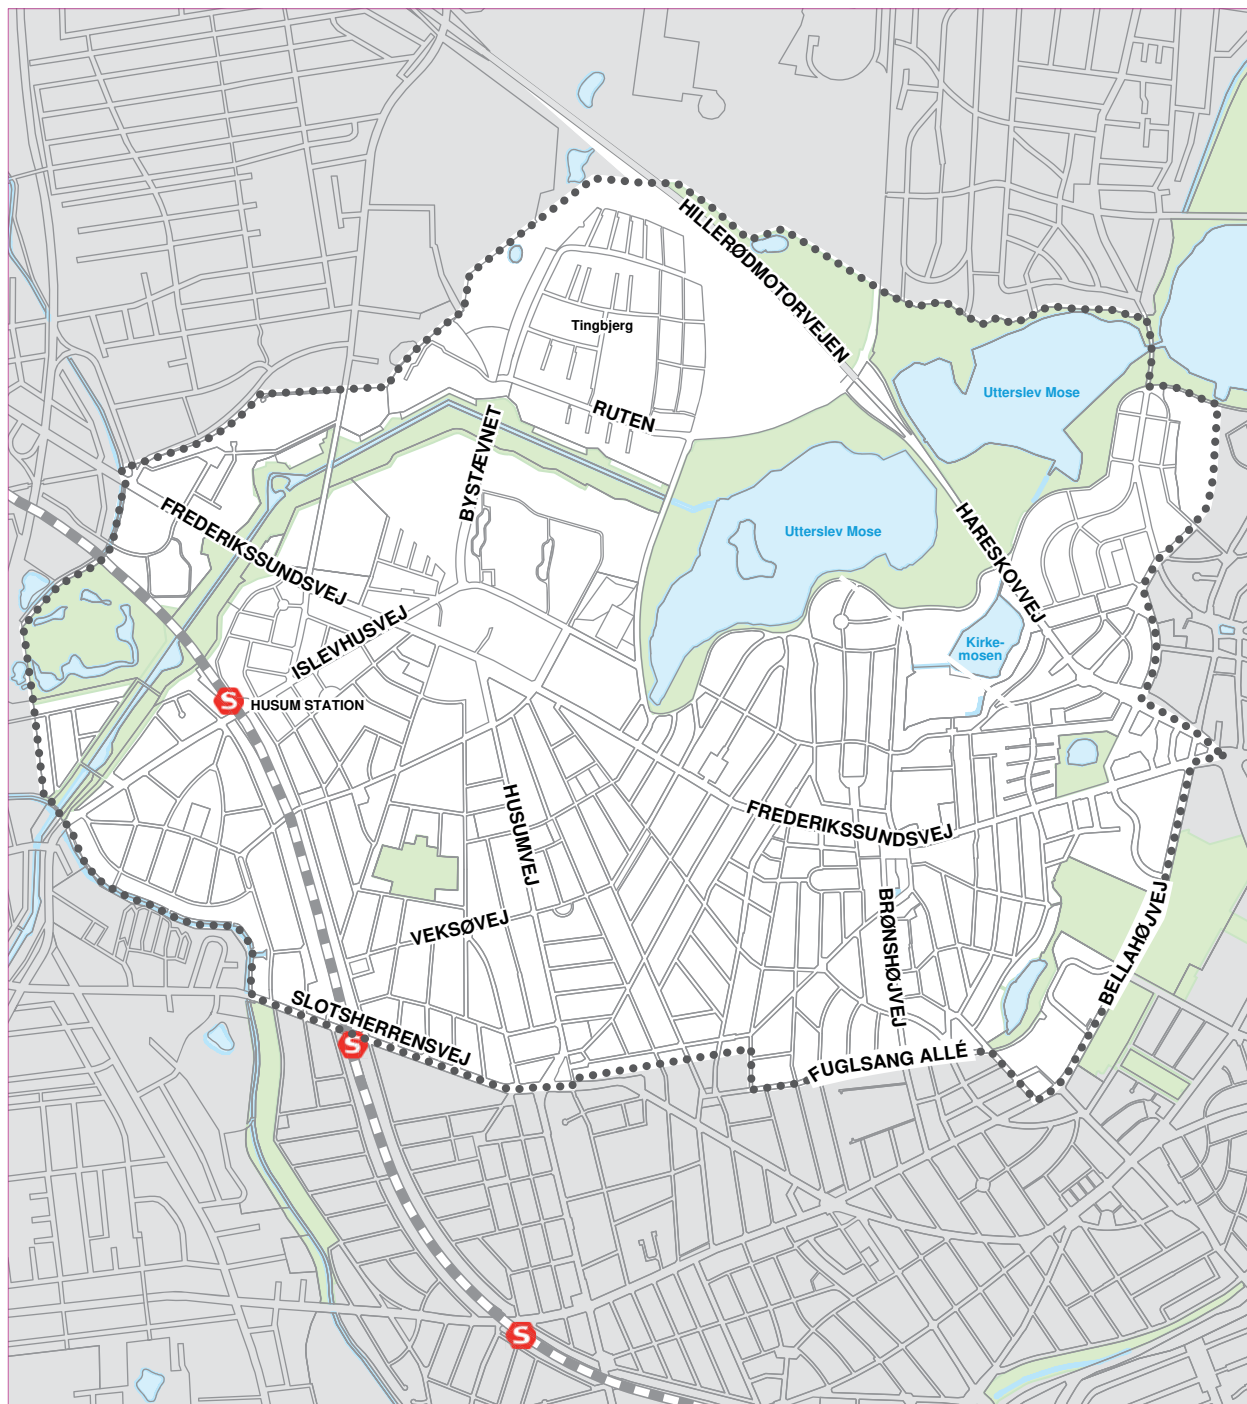 HILLERØDMOTORVEJEN
Tingbjerg
Utterslev Mose
RUTEN
BYSTÆVNET
FREDERIKSSUNDSVEJ
Utterslev Mose
HARESKOVVEJ
ISLEVHUSVEJ
Kirke-
mosen
S
HUSUM STATION
HUSUMVEJ
FREDERIKSSUNDSVEJ
BRØNSHØJVEJ
VEKSØVEJ
BELLAHØJVEJ
SLOTSHERRENSVEJ
S
FUGLSANG ALLÉ
S